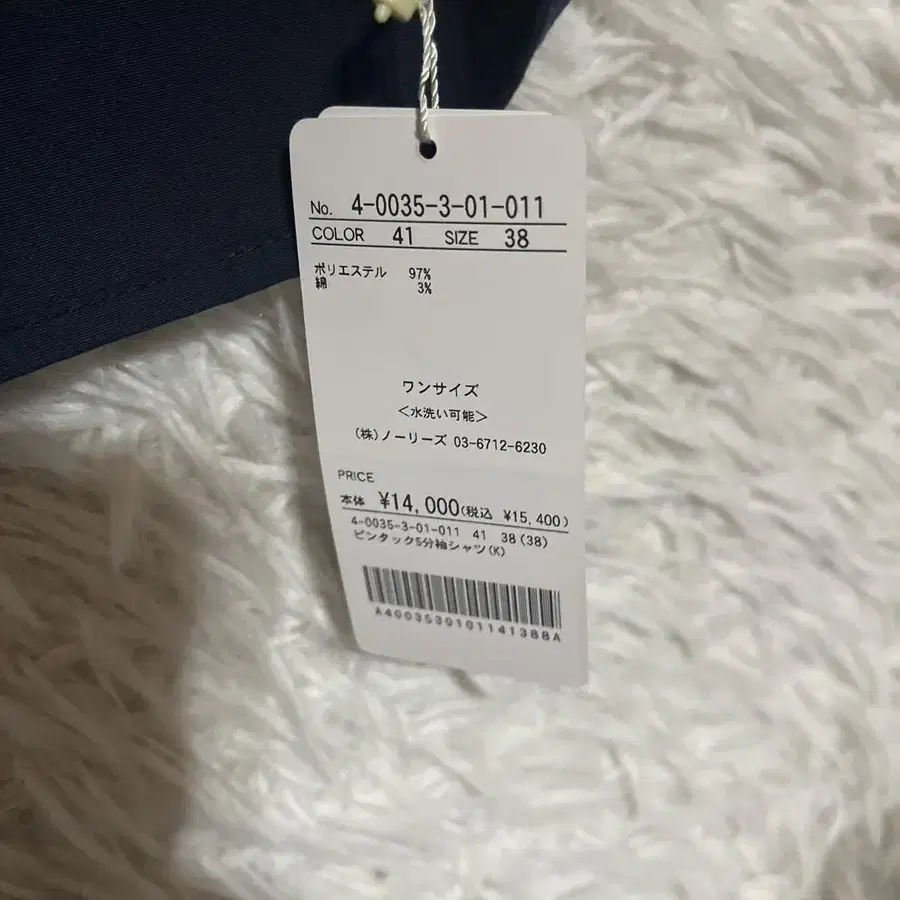 No. 4-0035-3-01-011
COLOR 41 SIZE 38
ポリエステル 97%
綿 3%
ワンサイズ
<水洗い可能>
(株)ノーリーズ 03-6712-6230
PRICE
本体 ¥14,000(税込 ¥15,400)
4-0035-3-01-011 41 38(38)
ピンタック5分袖シャツ(K)
A400353010114138BA